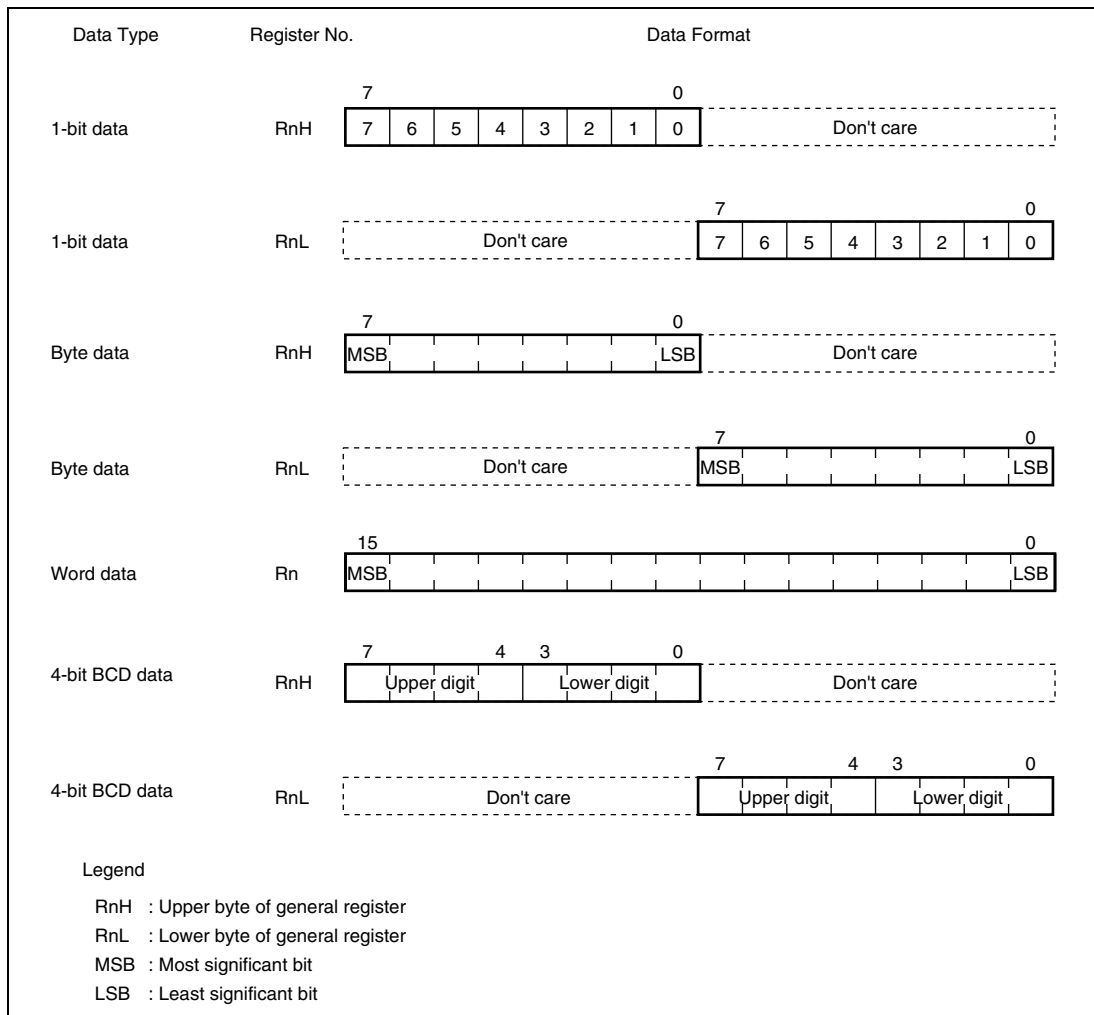 Data Type Register No. Data Format
7 0
1-bit data RnH 7 6 5 4 3 2 1 0 Don't care
7 0
1-bit data RnL Don't care 7 6 5 4 3 2 1 0
7 0
Byte data RnH MSB LSB Don't care
7 0
Byte data RnL Don't care MSB LSB
15 0
Word data Rn MSB LSB
7 4 3 0
4-bit BCD data RnH Upper digit Lower digit Don't care
7 4 3 0
4-bit BCD data RnL Don't care Upper digit Lower digit
Legend
RnH : Upper byte of general register
RnL : Lower byte of general register
MSB : Most significant bit
LSB : Least significant bit